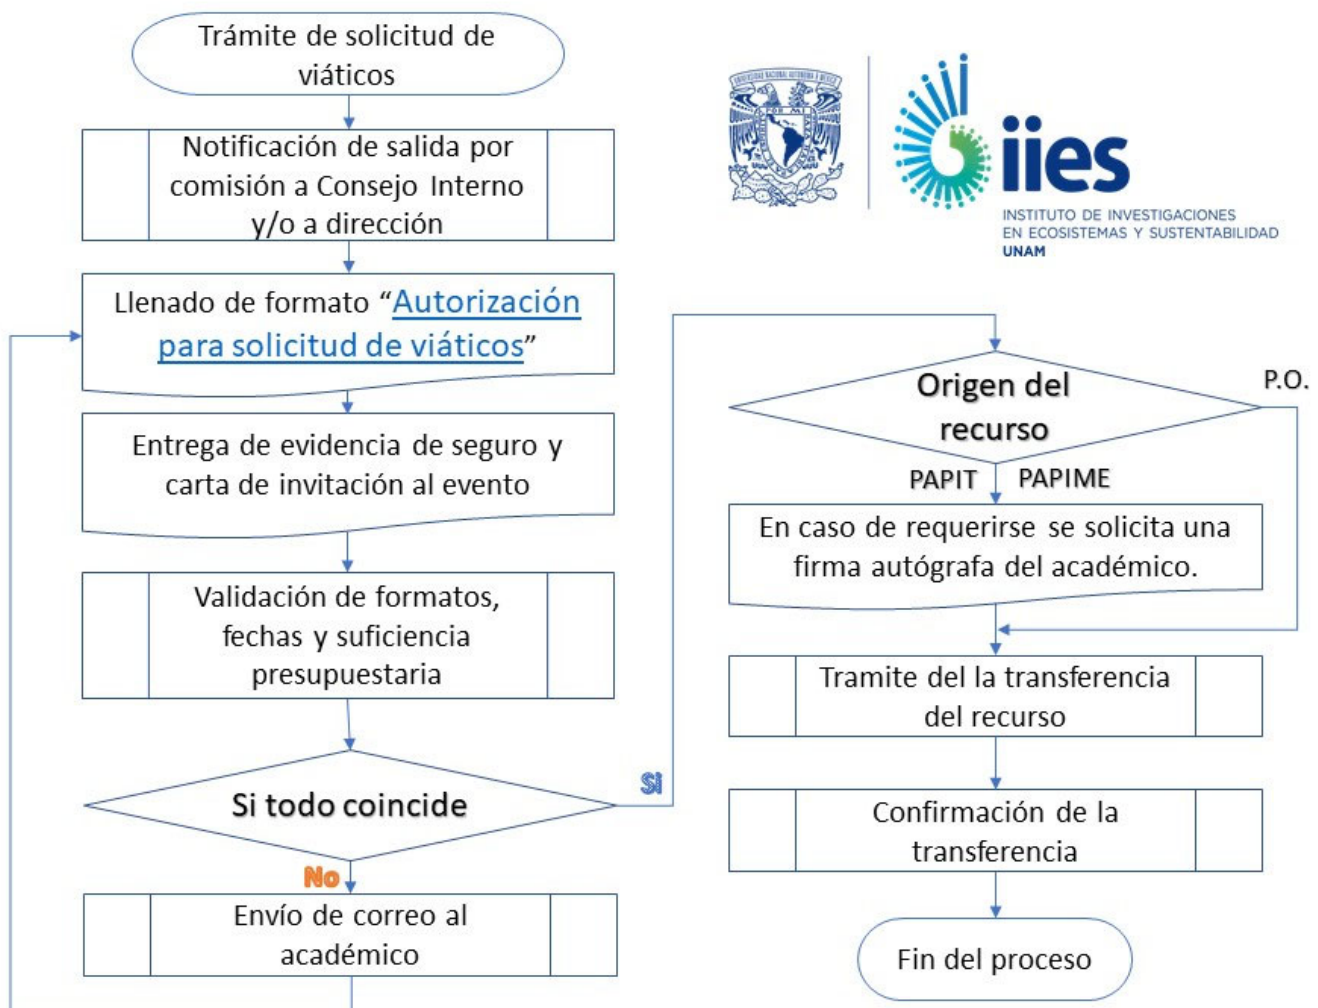 Trámite de solicitud de
viáticos
Notificación de salida por
comisión a Consejo Interno
y/o a dirección
Llenado de formato “Autorización
para solicitud de viáticos”
Entrega de evidencia de seguro y
carta de invitación al evento
Validación de formatos,
fechas y suficiencia
presupuestaria
Si todo coincide
Si
No
Envío de correo al
académico
iies
INSTITUTO DE INVESTIGACIONES
EN ECOSISTEMAS Y SUSTENTABILIDAD
UNAM
Origen del
recurso
P.O.
PAPIT PAPIME
En caso de requerirse se solicita una
firma autógrafa del académico.
Tramite del la transferencia
del recurso
Confirmación de la
transferencia
Fin del proceso